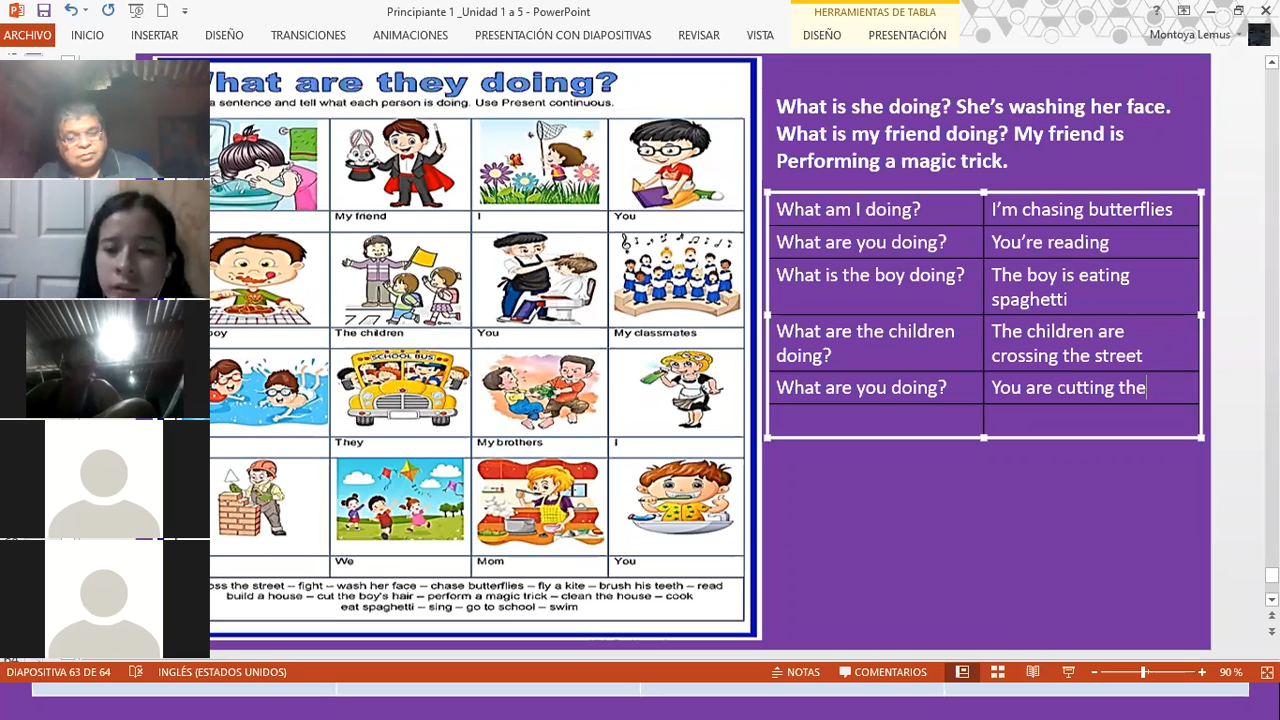 Principiante 1 _Unidad 1 a 5 - PowerPoint
HERRAMIENTAS DE TABLA
ARCHIVO INICIO INSERTAR DISEÑO TRANSICIONES ANIMACIONES PRESENTACIÓN CON DIAPOSITIVAS REVISAR VISTA DISEÑO PRESENTACIÓN Montoya Lemus
hat are they doing?
a sentence and tell what each person is doing. Use Present continuous.
SCHOOL BUS
My friend I You
boy The children You My classmates
They My brothers I
We Mom You
oss the street – fight – wash her face – chase butterflies – fly a kite – brush his teeth – read
build a house – cut the boy's hair – perform a magic trick – clean the house – cook
eat spaghetti – sing – go to school – swim
What is she doing? She's washing her face.
What is my friend doing? My friend is
Performing a magic trick.
What am I doing? I'm chasing butterflies
What are you doing? You're reading
What is the boy doing? The boy is eating
spaghetti
What are the children
doing?
The children are
crossing the street
What are you doing? You are cutting the
DIAPOSITIVA 63 DE 64 INGLÉS (ESTADOS UNIDOS) NOTAS COMENTARIOS 90 %